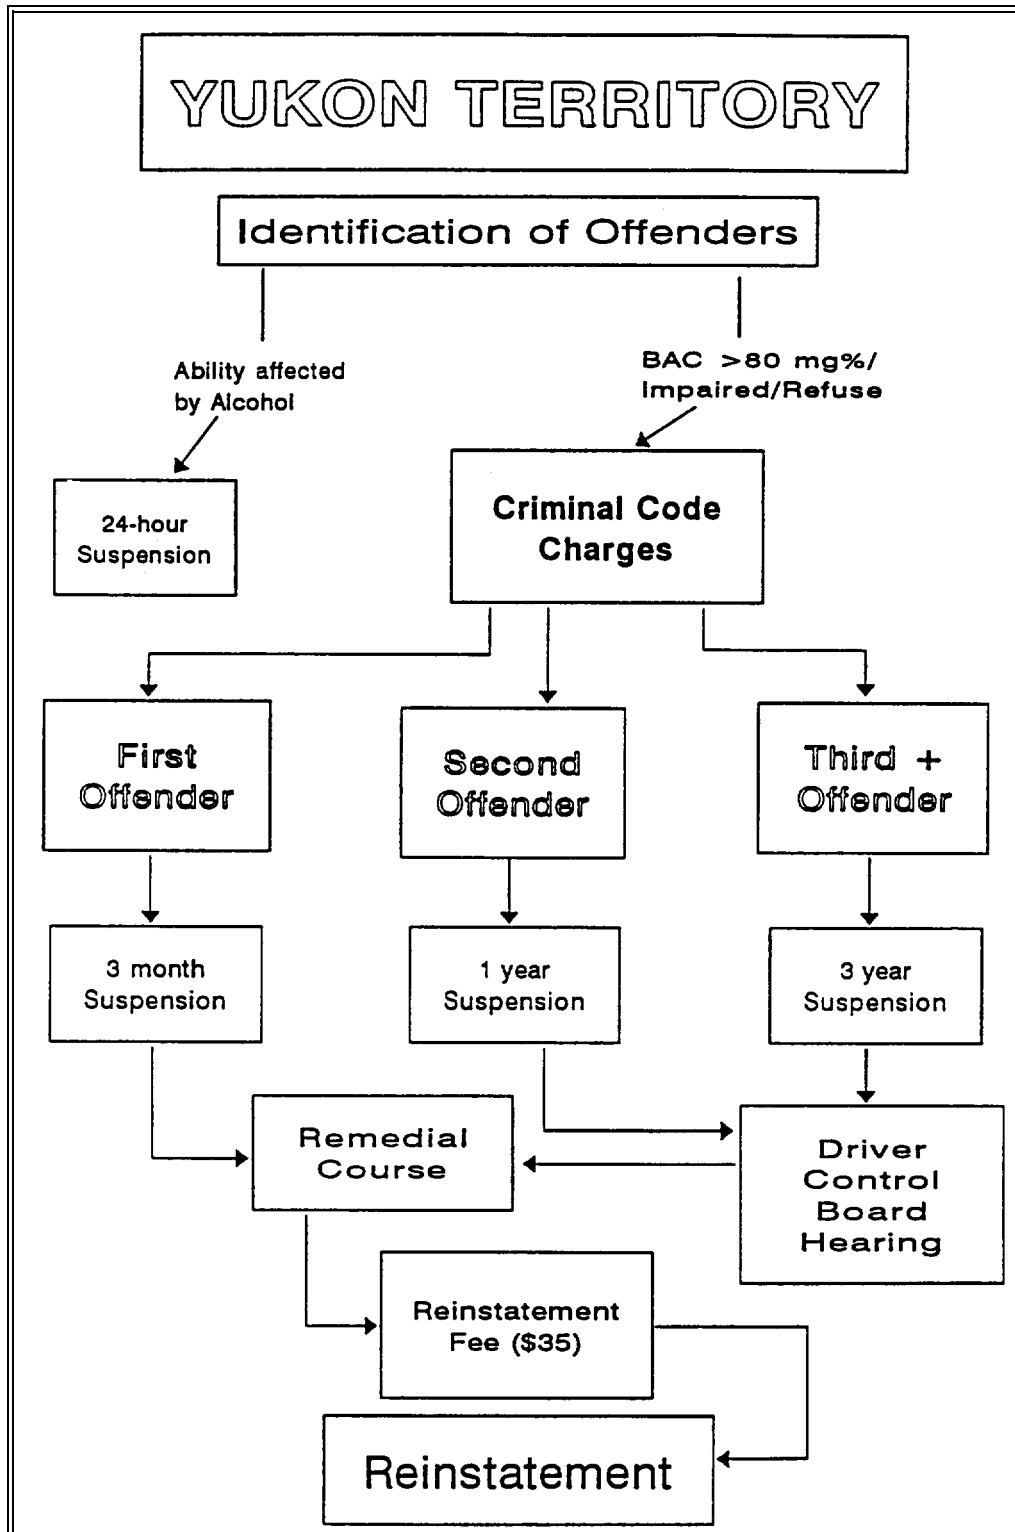 YUKON TERRITORY
Identification of Offenders
Ability affected
by Alcohol
BAC >80 mg%/
Impaired/Refuse
24-hour
Suspension
Criminal Code
Charges
First
Offender
Second
Offender
Third +
Offender
3 month
Suspension
1 year
Suspension
3 year
Suspension
Remedial
Course
Driver
Control
Board
Hearing
Reinstatement
Fee ($35)
Reinstatement